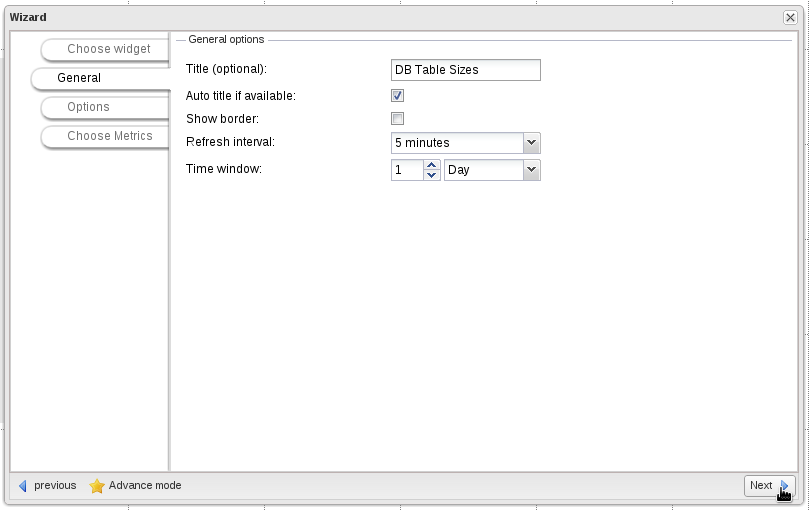 Wizard
Choose widget
General
Options
Choose Metrics
General options
Title (optional): DB Table Sizes
Auto title if available:
Show border:
Refresh interval: 5 minutes
Time window: 1 Day
previous Advance mode Next